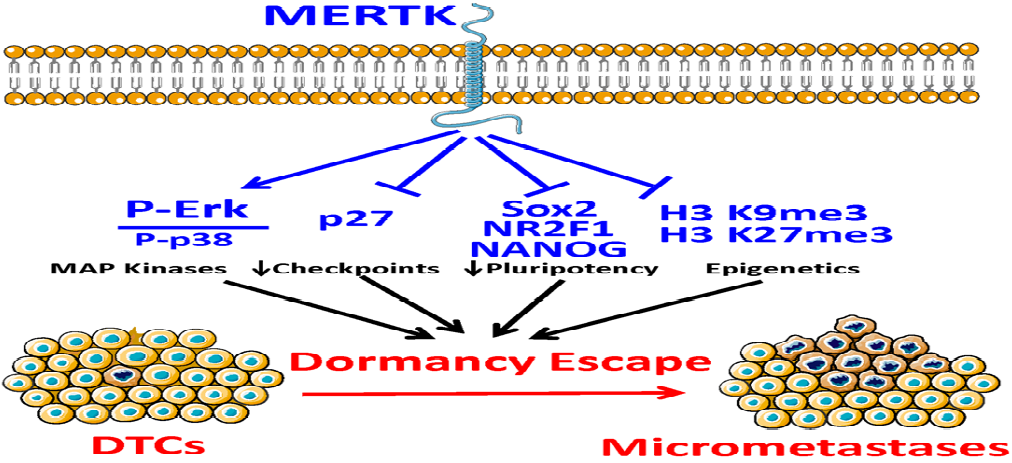 MERTK
P-Erk
P-p38
p27
Sox2
NR2F1
NANOG
H3 K9me3
H3 K27me3
MAP Kinases
↓Checkpoints
↓Pluripotency
Epigenetics
Dormancy Escape
DTCs
Micrometastases